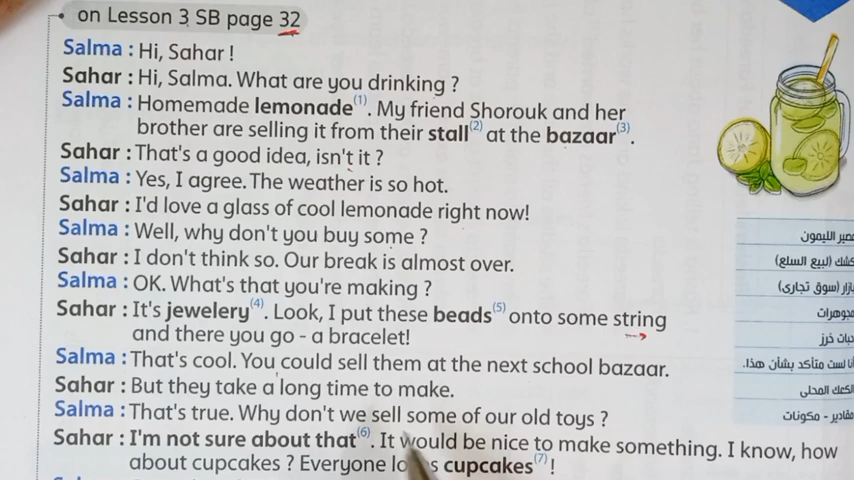 on Lesson 3 SB page 32
Salma : Hi, Sahar !
Sahar : Hi, Salma. What are you drinking ?
Salma : Homemade lemonade(1). My friend Shorouk and her
brother are selling it from their stall(2) at the bazaar(3).
Sahar : That's a good idea, isn't it ?
Salma : Yes, I agree. The weather is so hot.
Sahar : I'd love a glass of cool lemonade right now!
Salma : Well, why don't you buy some ?
Sahar : I don't think so. Our break is almost over.
Salma : OK. What's that you're making ?
Sahar : It's jewelery(4). Look, I put these beads(5) onto some string
and there you go - a bracelet!
Salma : That's cool. You could sell them at the next school bazaar.
Sahar : But they take a long time to make.
Salma : That's true. Why don't we sell some of our old toys ?
Sahar : I'm not sure about that(6). It would be nice to make something. I know, how
about cupcakes ? Everyone cupcakes(7)!
عصير الليمون
كشك (لبيع السلع)
بازار (سوق تجارى)
مجوهرات
حبات خرز
أنا لست متأكد بشأن هذا.
الكعك المحلى
مقادير - مكونات